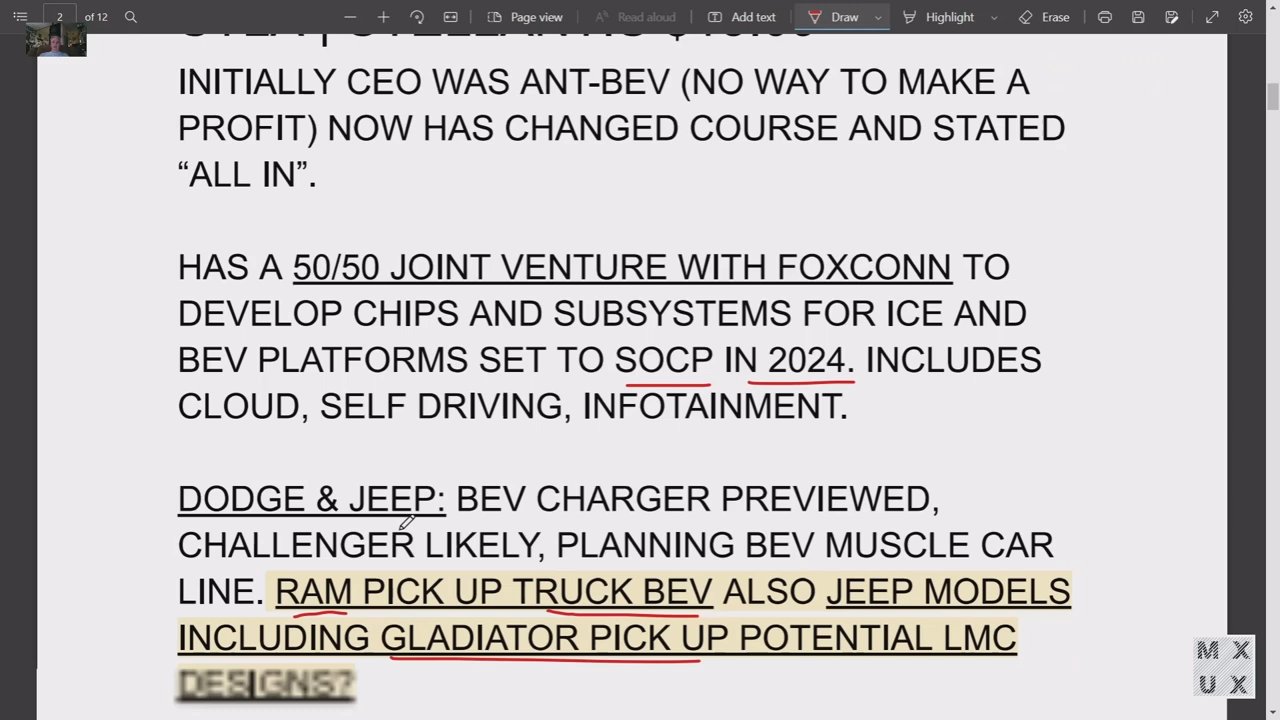 2 of 12 Page view Read aloud Add text Draw Highlight Erase
INITIALLY CEO WAS ANT-BEV (NO WAY TO MAKE A
PROFIT) NOW HAS CHANGED COURSE AND STATED
“ALL IN”.
HAS A 50/50 JOINT VENTURE WITH FOXCONN TO
DEVELOP CHIPS AND SUBSYSTEMS FOR ICE AND
BEV PLATFORMS SET TO SOCP IN 2024. INCLUDES
CLOUD, SELF DRIVING, INFOTAINMENT.
DODGE & JEEP: BEV CHARGER PREVIEWED,
CHALLENGER LIKELY, PLANNING BEV MUSCLE CAR
LINE. RAM PICK UP TRUCK BEV ALSO JEEP MODELS
INCLUDING GLADIATOR PICK UP POTENTIAL LMC
DESIGNS?
M X
U X